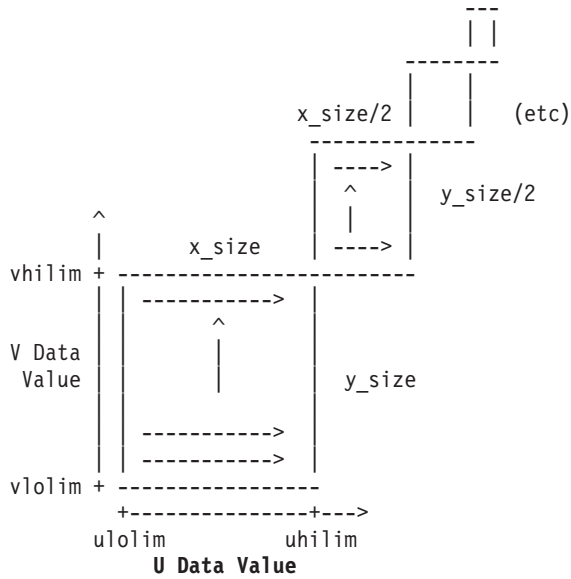 x_size/2 (etc)
y_size/2
x_size
vhilim
V Data
Value y_size
vlolim
ulolim uhilim
U Data Value